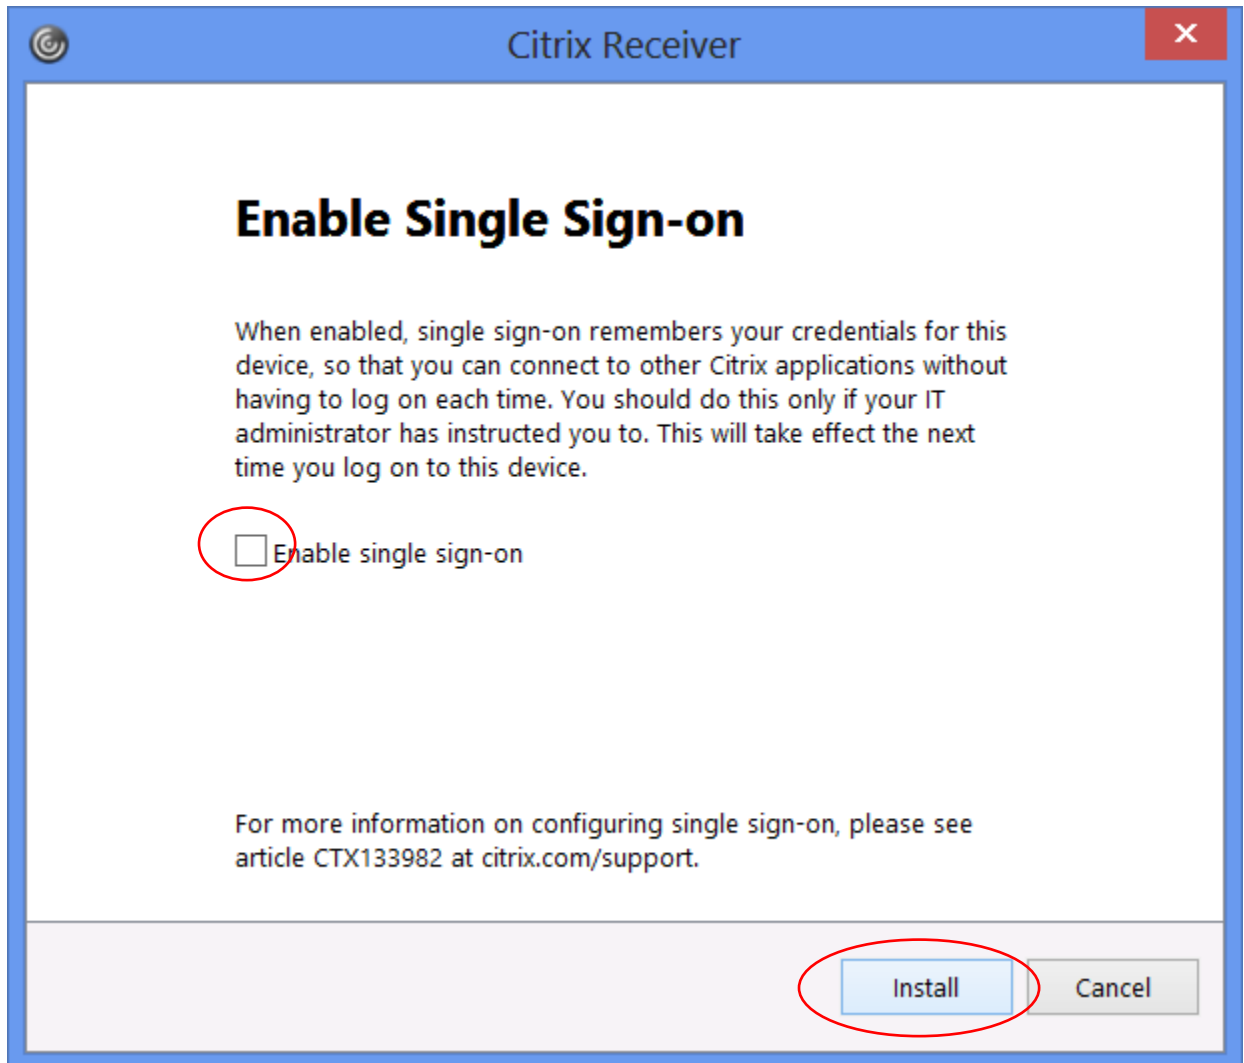 Citrix Receiver
Enable Single Sign-on
When enabled, single sign-on remembers your credentials for this
device, so that you can connect to other Citrix applications without
having to log on each time. You should do this only if your IT
administrator has instructed you to. This will take effect the next
time you log on to this device.
Enable single sign-on
For more information on configuring single sign-on, please see
article CTX133982 at citrix.com/support.
Install
Cancel